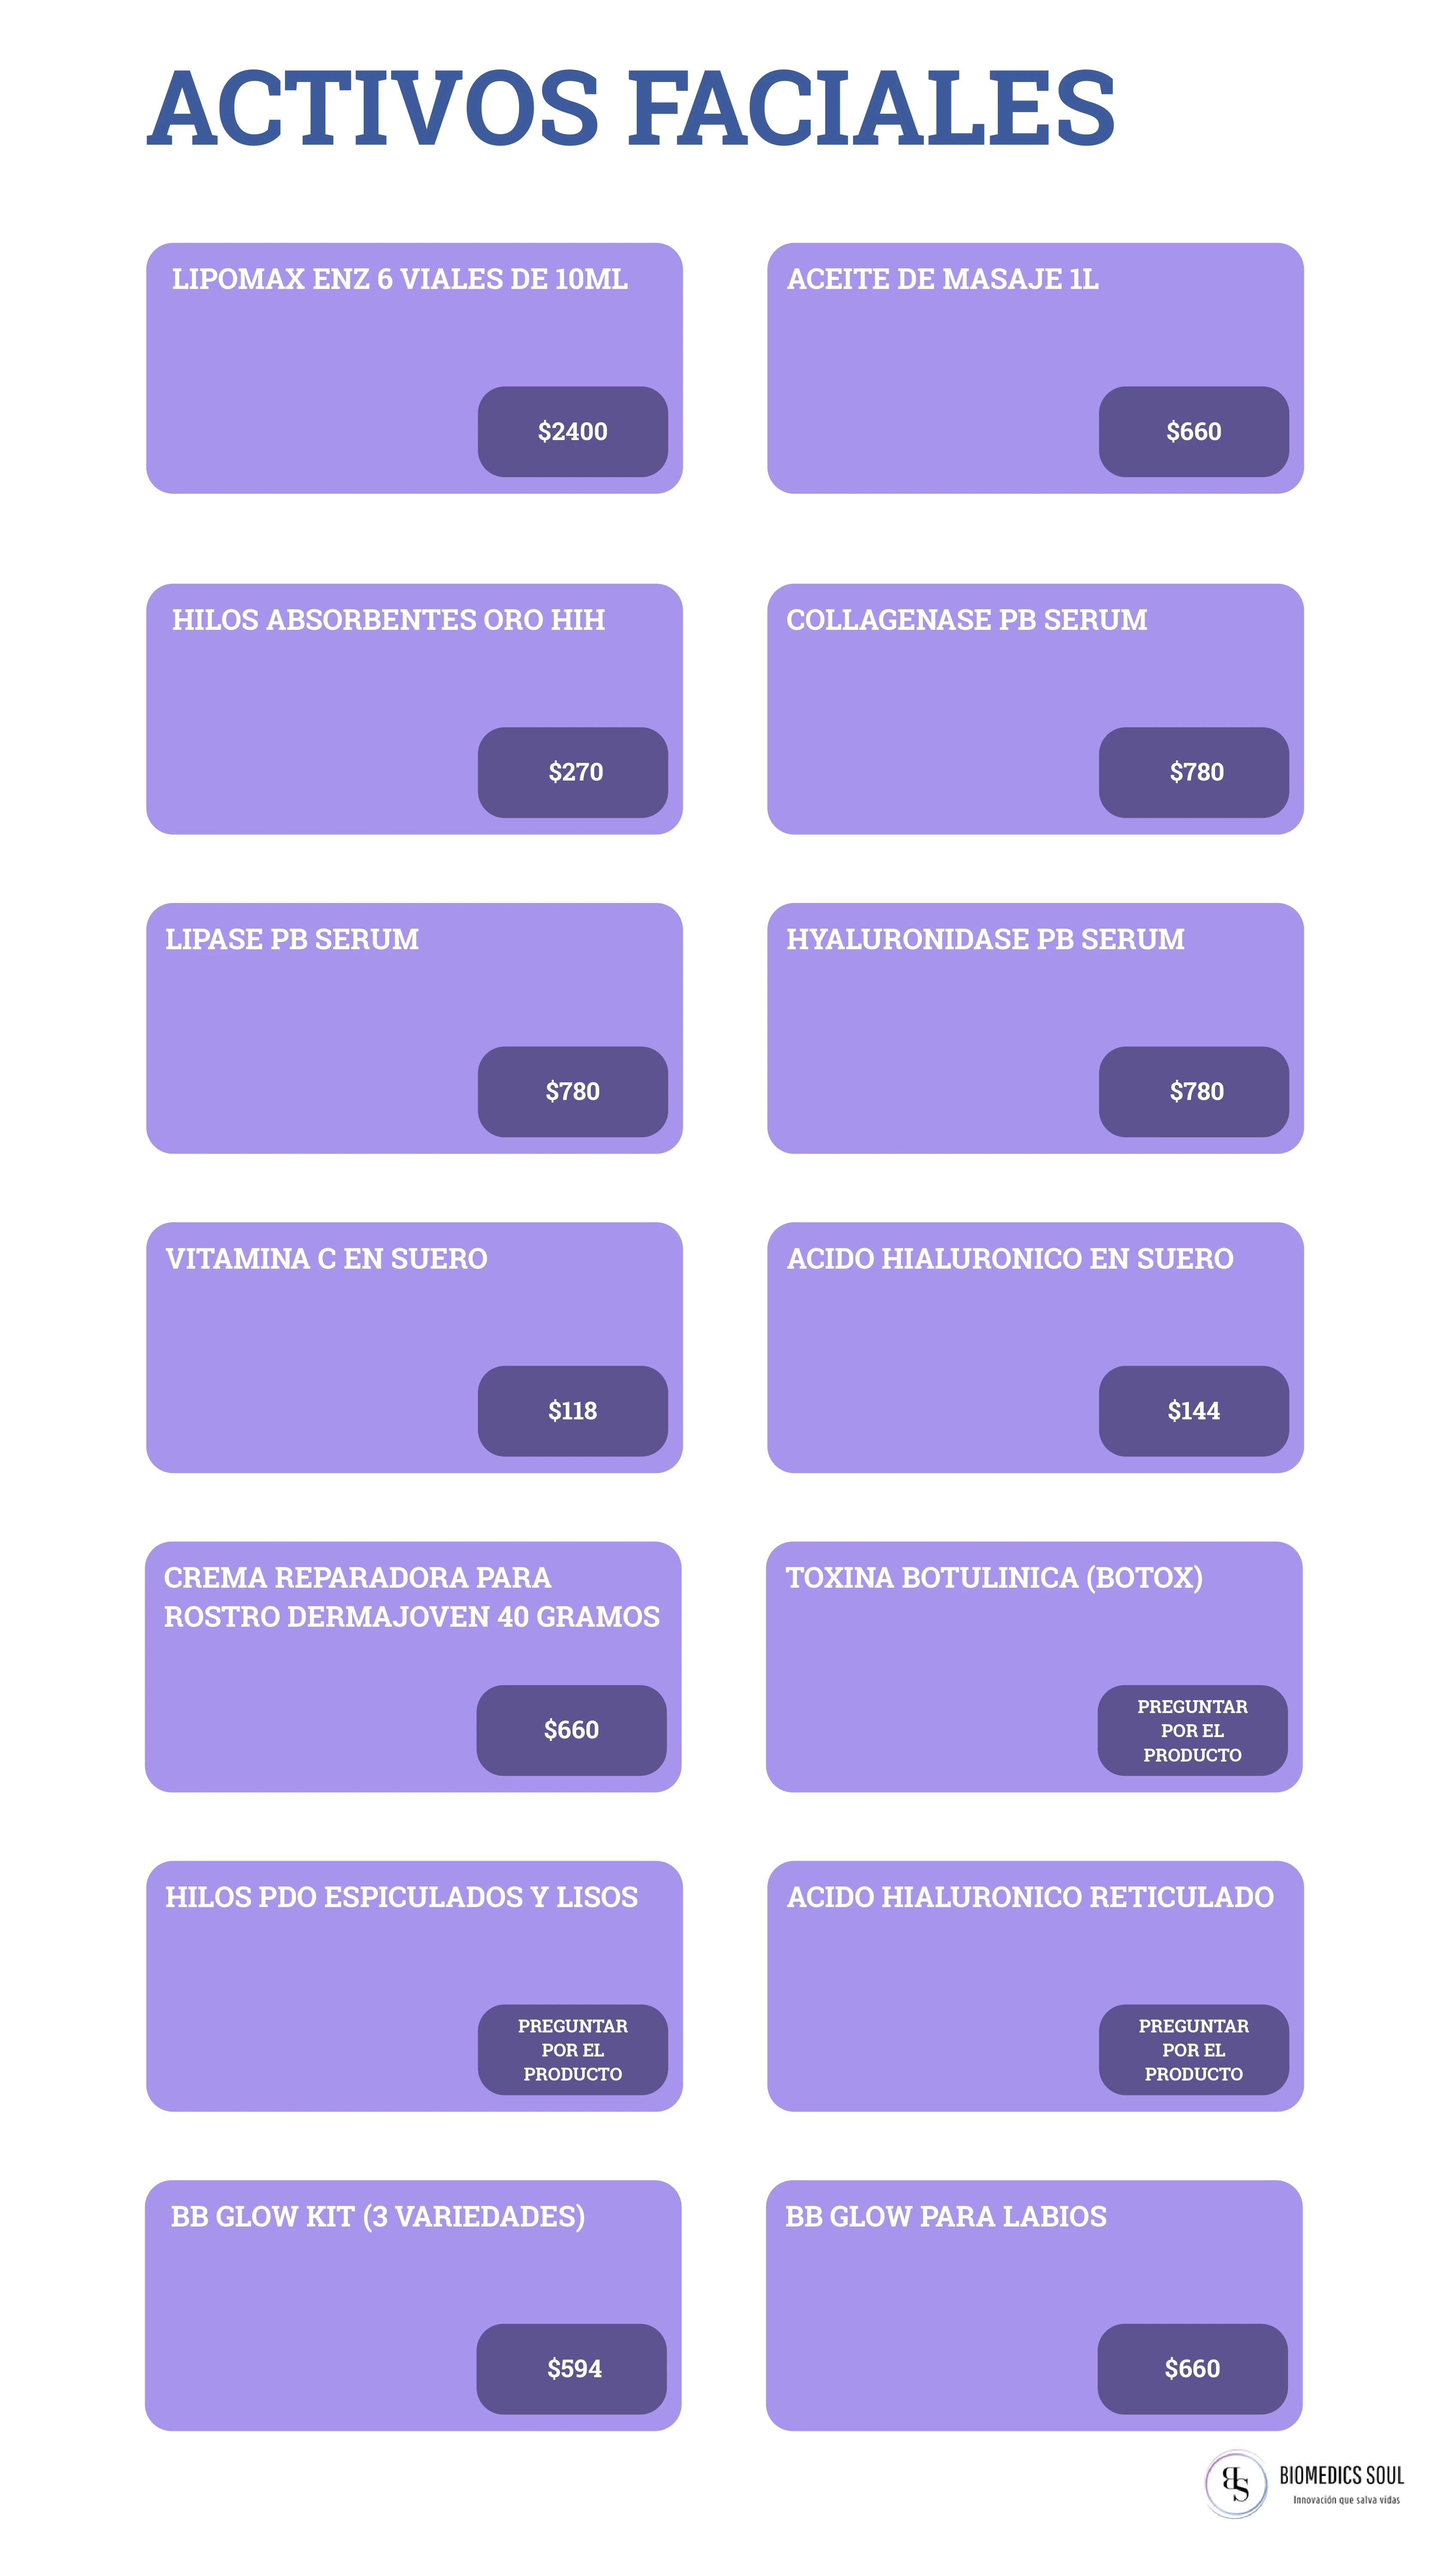 ACTIVOS FACIALES
LIPOMAX ENZ 6 VIALES DE 10ML
$2400
ACEITE DE MASAJE 1L
$660
HILOS ABSORBENTES ORO HIH
$270
COLLAGENASE PB SERUM
$780
LIPASE PB SERUM
$780
HYALURONIDASE PB SERUM
$780
VITAMINA C EN SUERO
$118
ACIDO HIALURONICO EN SUERO
$144
CREMA REPARADORA PARA
ROSTRO DERMAJOVEN 40 GRAMOS
$660
TOXINA BOTULINICA (BOTOX)
PREGUNTAR
POR EL
PRODUCTO
HILOS PDO ESPICULADOS Y LISOS
PREGUNTAR
POR EL
PRODUCTO
ACIDO HIALURONICO RETICULADO
PREGUNTAR
POR EL
PRODUCTO
BB GLOW KIT (3 VARIEDADES)
$594
BB GLOW PARA LABIOS
$660
BS
BIOMEDICS SOUL
Innovación que salva vidas